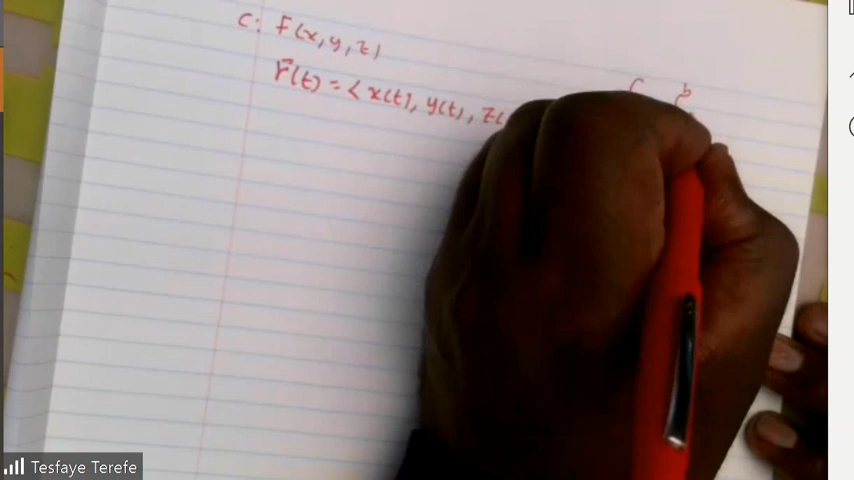 C: F(x, y, z)
r⃗(t) = < x(t), y(t), z(
Tesfaye Terefe